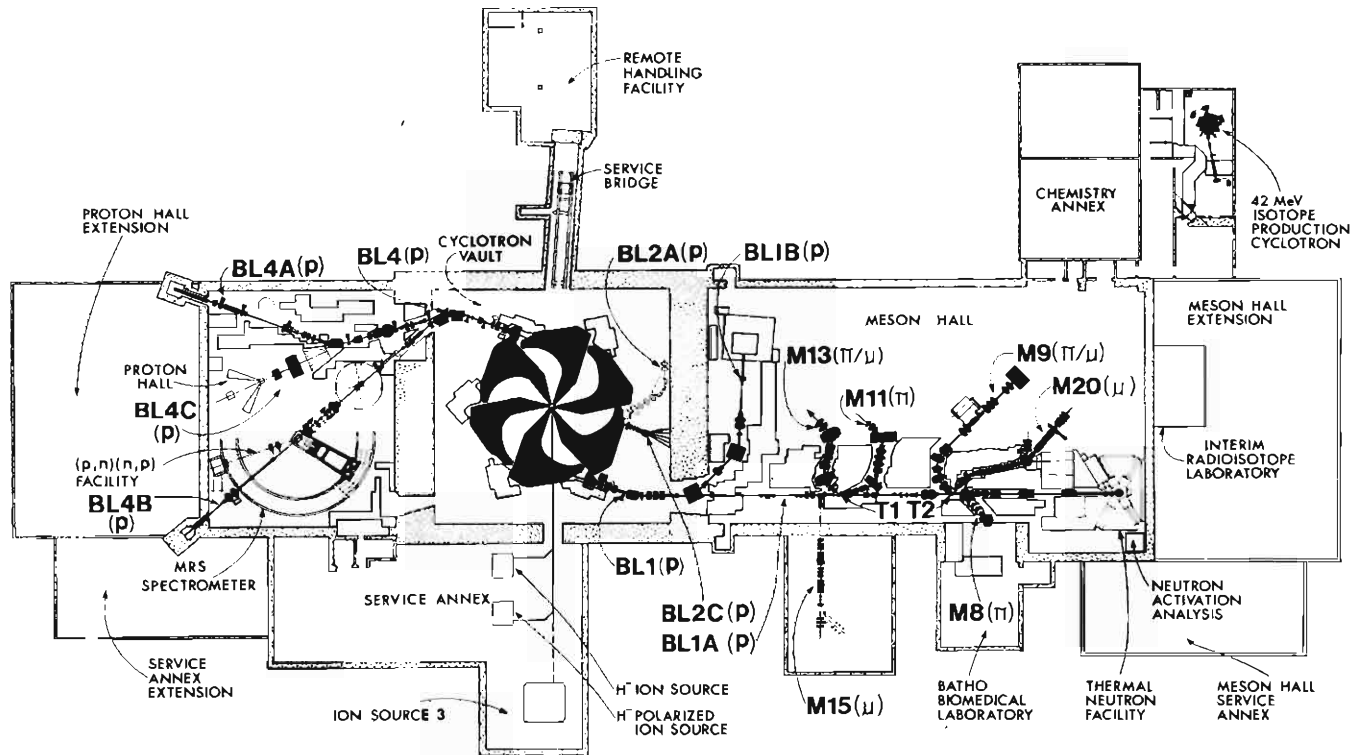 REMOTE
HANDLING
FACILITY
SERVICE
BRIDGE
CHEMISTRY
ANNEX
42 MeV
ISOTOPE
PRODUCTION
CYCLOTRON
PROTON HALL
EXTENSION
BL4A(p)
BL4(p)
CYCLOTRON
VAULT
BL2A(p)
BL1B(p)
MESON HALL
MESON HALL
EXTENSION
M13(π/μ)
M11(π)
M9(π/μ)
M20(μ)
PROTON
HALL
BL4C
(p)
(p,n)(n,p)
FACILITY
BL4B
(p)
INTERIM
RADIOISOTOPE
LABORATORY
T1 T2
MRS
SPECTROMETER
BL1(p)
SERVICE ANNEX
BL2C(p)
BL1A(p)
M8(π)
NEUTRON
ACTIVATION
ANALYSIS
SERVICE
ANNEX
EXTENSION
ION SOURCE 3
H⁻ ION SOURCE
H⁻ POLARIZED
ION SOURCE
M15(μ)
BATHO
BIOMEDICAL
LABORATORY
THERMAL
NEUTRON
FACILITY
MESON HALL
SERVICE
ANNEX